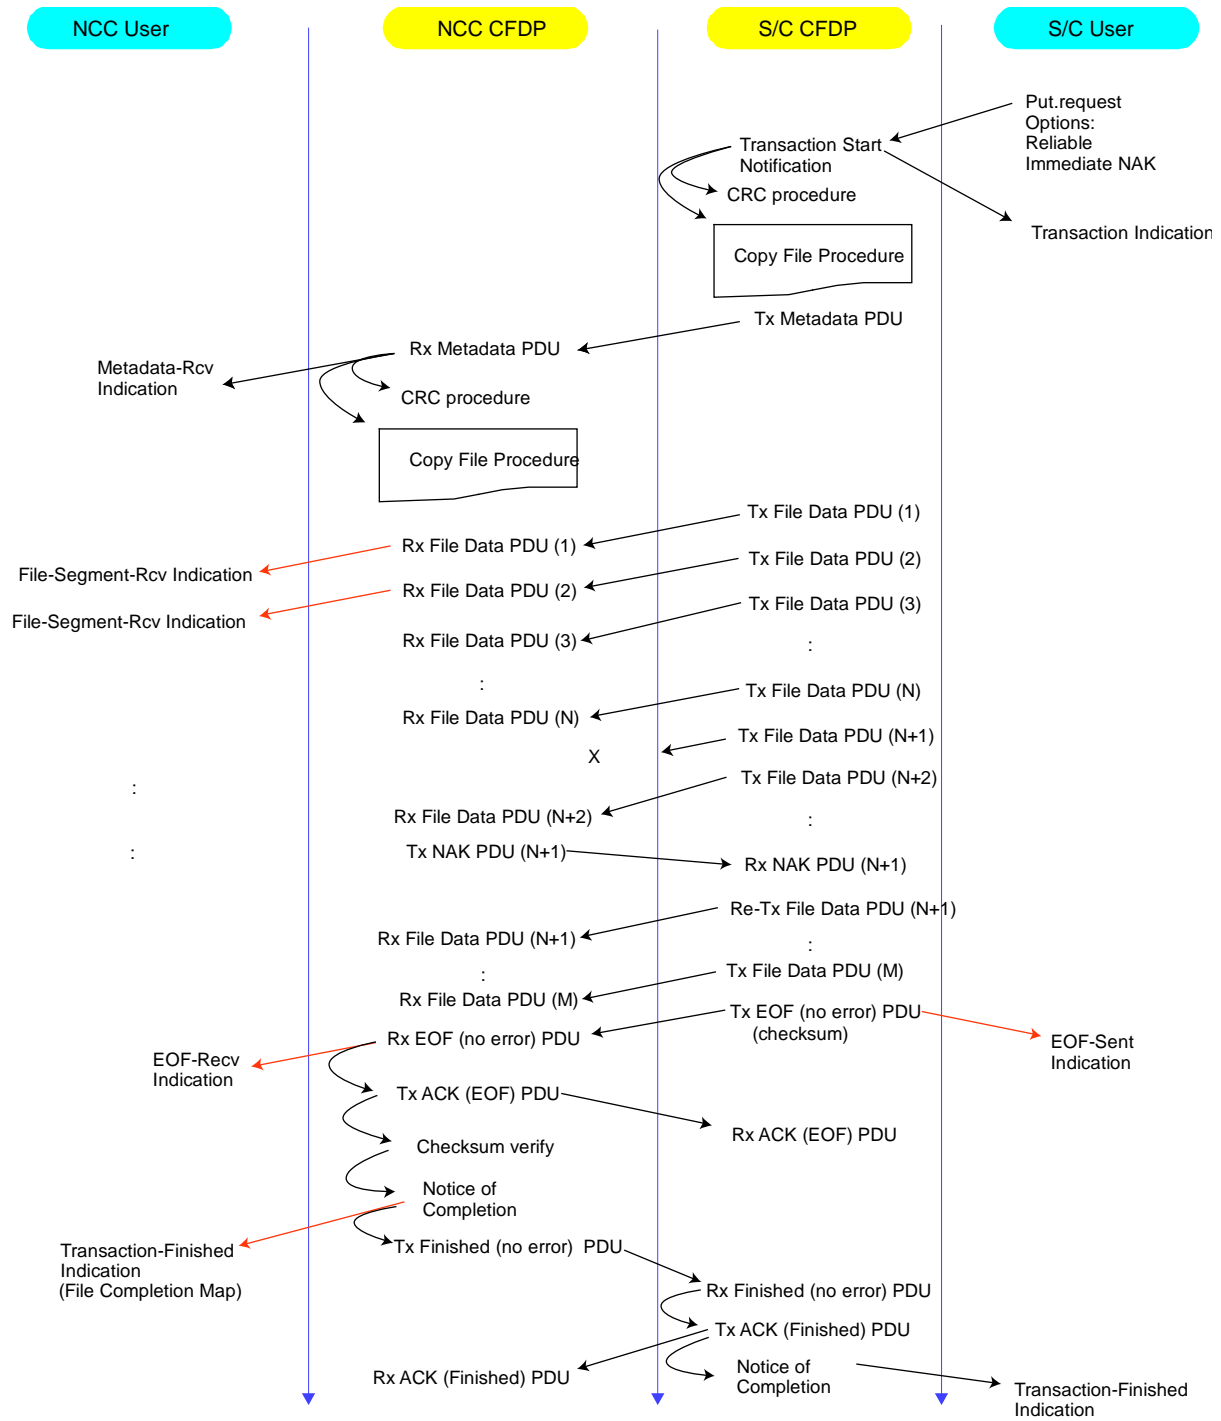 NCC User
NCC CFDP
S/C CFDP
S/C User
Put.request
Options:
Reliable
Immediate NAK
Transaction Start
Notification
CRC procedure
Transaction Indication
Copy File Procedure
Tx Metadata PDU
Rx Metadata PDU
Metadata-Rcv
Indication
CRC procedure
Copy File Procedure
Tx File Data PDU (1)
Rx File Data PDU (1)
File-Segment-Rcv Indication
Tx File Data PDU (2)
Rx File Data PDU (2)
File-Segment-Rcv Indication
Tx File Data PDU (3)
Rx File Data PDU (3)
:
:
Tx File Data PDU (N)
Rx File Data PDU (N)
Tx File Data PDU (N+1)
X
Tx File Data PDU (N+2)
:
Rx File Data PDU (N+2)
:
Tx NAK PDU (N+1)
:
Rx NAK PDU (N+1)
Re-Tx File Data PDU (N+1)
Rx File Data PDU (N+1)
:
Tx File Data PDU (M)
:
Rx File Data PDU (M)
Tx EOF (no error) PDU
(checksum)
Rx EOF (no error) PDU
EOF-Sent
Indication
EOF-Recv
Indication
Tx ACK (EOF) PDU
Rx ACK (EOF) PDU
Checksum verify
Notice of
Completion
Transaction-Finished
Indication
(File Completion Map)
Tx Finished (no error) PDU
Rx Finished (no error) PDU
Tx ACK (Finished) PDU
Rx ACK (Finished) PDU
Notice of
Completion
Transaction-Finished
Indication